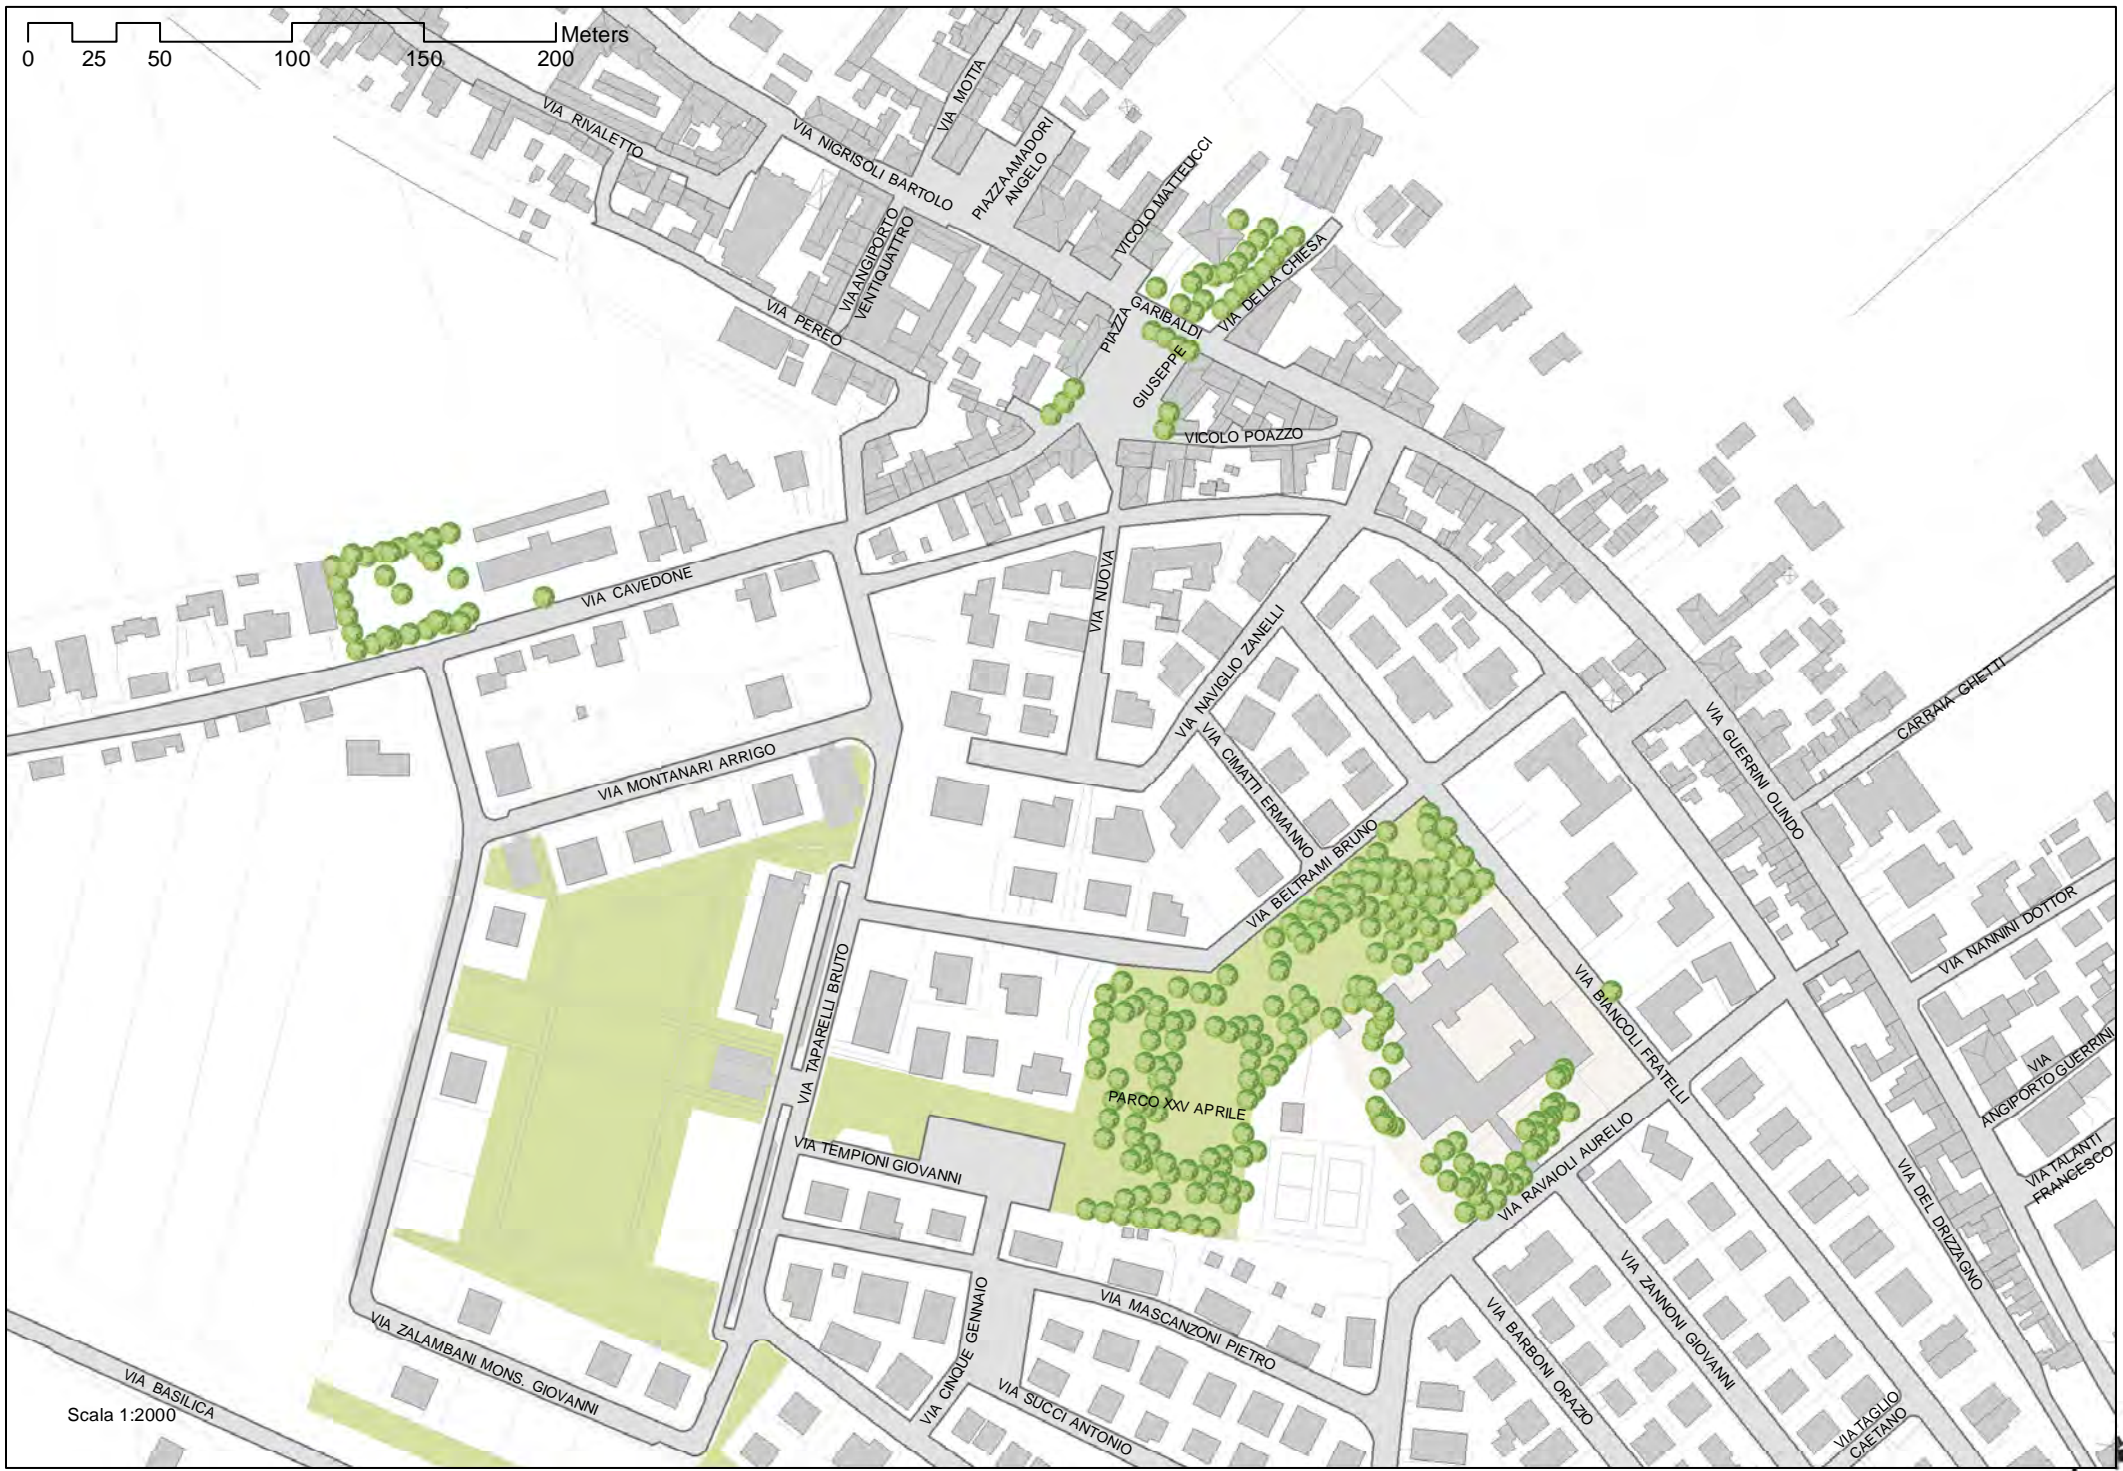 Meters
0 25 50 100 150 200
VIA RIVALETTO
VIA NIGRISOLI BARTOLO
VIA MOTTA
PIAZZA AMADORI
ANGELO
VICOLO MATTEUCCI
VIA ANGIPORTO
VENTIQUATTRO
VIA PEREO
PIAZZA
GARIBALDI
GIUSEPPE
VIA DELLA CHIESA
VICOLO POAZZO
VIA CAVEDONE
VIA NUOVA
VIA NAVIGLIO ZANELLI
VIA CIMATTI ERMANNO
VIA MONTANARI ARRIGO
VIA GUERRINI OLINDO
CARRAIA GHETTI
VIA BELTRAMI BRUNO
VIA NANNINI DOTTOR
VIA TAPARELLI BRUTO
VIA BIANCOLI FRATELLI
VIA
ANGIPORTO GUERRINI
PARCO XXV APRILE
VIA TEMPIONI GIOVANNI
VIA RAVAIOLI AURELIO
VIA TALANTI
FRANCESCO
VIA DEL DRIZZAGNO
VIA ZANNONI GIOVANNI
VIA MASCANZONI PIETRO
VIA CINQUE GENNAIO
VIA BARBONI ORAZIO
VIA ZALAMBANI MONS. GIOVANNI
VIA BASILICA
VIA SUCCI ANTONIO
VIA TAGLIO
CAETANO
Scala 1:2000